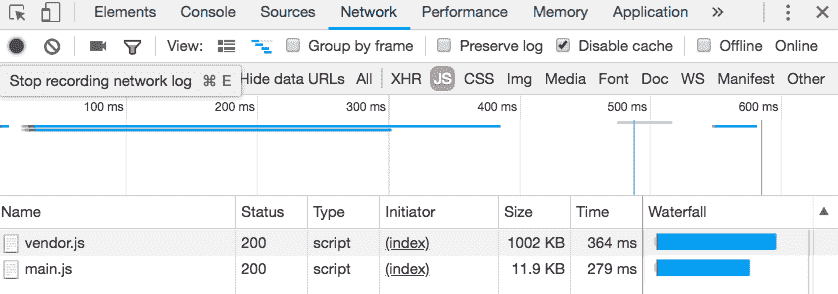 Elements Console Sources Network Performance Memory Application »
View: Group by frame Preserve log Disable cache Offline Online
Stop recording network log ⌘ E Hide data URLs All XHR JS CSS Img Media Font Doc WS Manifest Other
100 ms 200 ms 300 ms 400 ms 500 ms 600 ms
Name Status Type Initiator Size Time Waterfall
vendor.js 200 script (index) 1002 KB 364 ms
main.js 200 script (index) 11.9 KB 279 ms